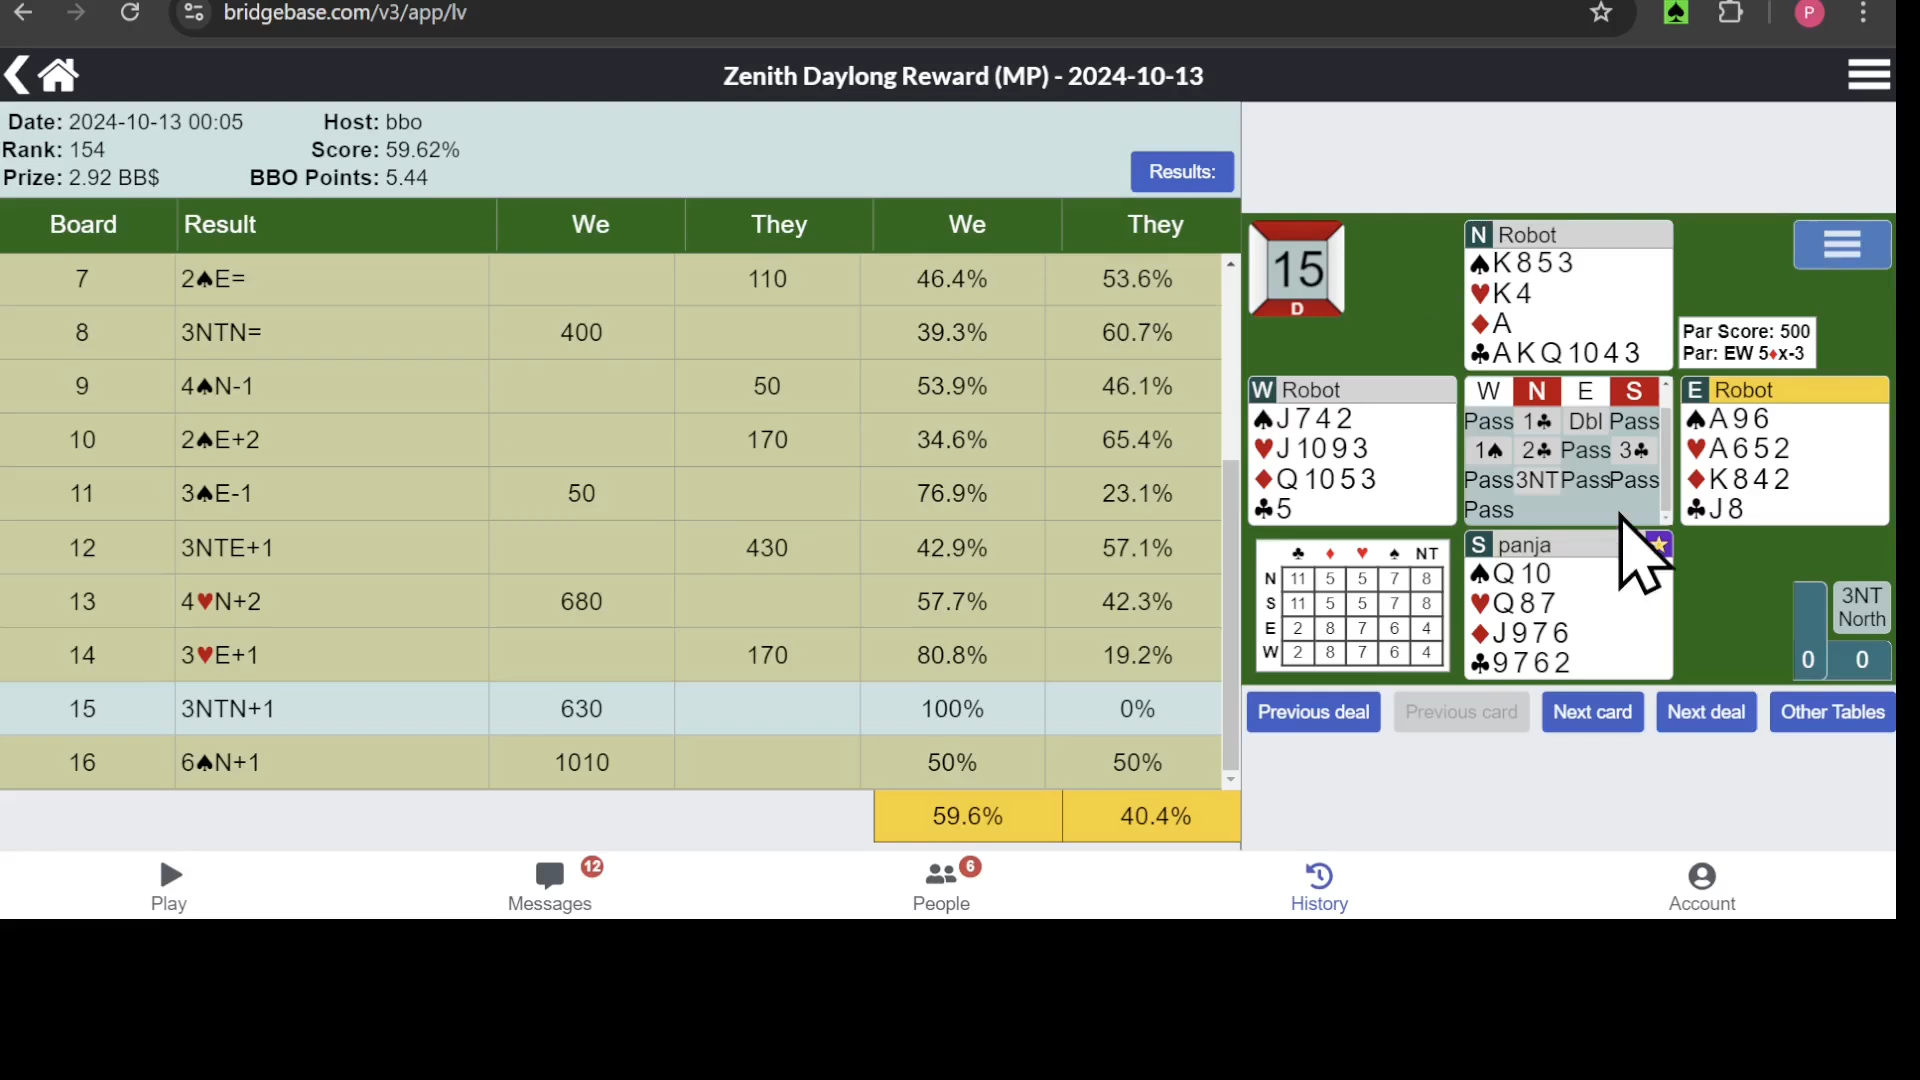 bridgebase.com/v3/app/lv
P
Zenith Daylong Reward (MP) - 2024-10-13
Date: 2024-10-13 00:05 Host: bbo
Rank: 154 Score: 59.62%
Prize: 2.92 BB$ BBO Points: 5.44
Results:
Board Result We They We They
7 2♠E= 110 46.4% 53.6%
8 3NTN= 400 39.3% 60.7%
9 4♠N-1 50 53.9% 46.1%
10 2♠E+2 170 34.6% 65.4%
11 3♠E-1 50 76.9% 23.1%
12 3NTE+1 430 42.9% 57.1%
13 4♥N+2 680 57.7% 42.3%
14 3♥E+1 170 80.8% 19.2%
15 3NTN+1 630 100% 0%
16 6♠N+1 1010 50% 50%
59.6% 40.4%
15
D
N Robot
♠K853
♥K4
♦A
♣AKQ1043
Par Score: 500
Par: EW 5♦x-3
W Robot
♠J742
♥J1093
♦Q1053
♣5
W N E S
Pass 1♣ Dbl Pass
1♠ 2♣ Pass 3♣
Pass 3NT Pass Pass
Pass
E Robot
♠A96
♥A652
♦K842
♣J8
♣ ♦ ♥ ♠ NT
N 11 5 5 7 8
S 11 5 5 7 8
E 2 8 7 6 4
W 2 8 7 6 4
S panja
♠Q10
♥Q87
♦J976
♣9762
3NT
North
0 0
Previous deal Previous card Next card Next deal Other Tables
12
6
Play Messages People History Account